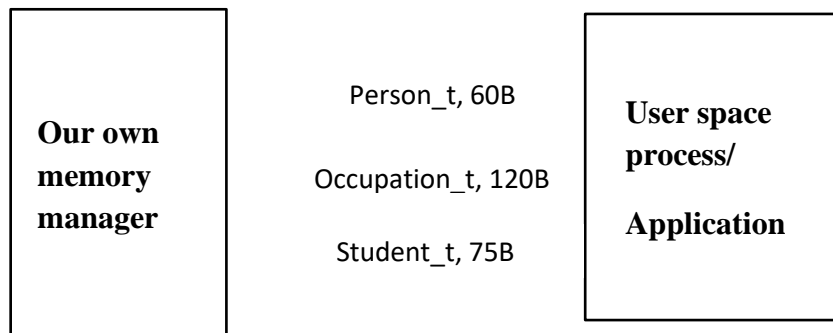 Our own
memory
manager
Person_t, 60B
Occupation_t, 120B
Student_t, 75B
User space
process/
Application